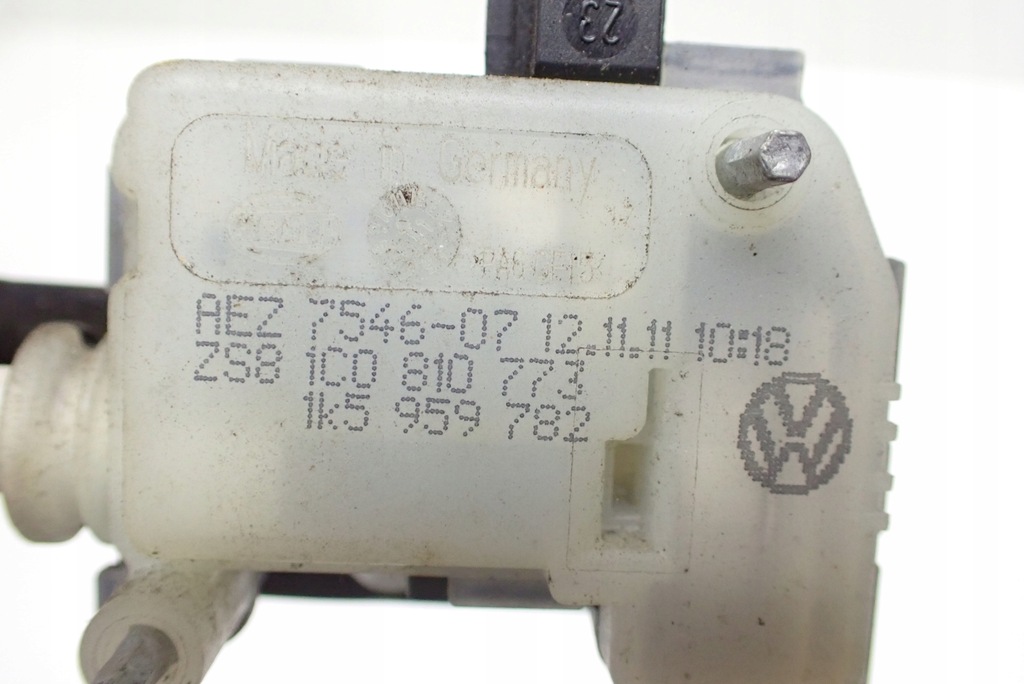 23
Made in Germany
AEZ 7546-07 12.11.11 10:18
ZSB 1C0 810 773
1K5 959 782